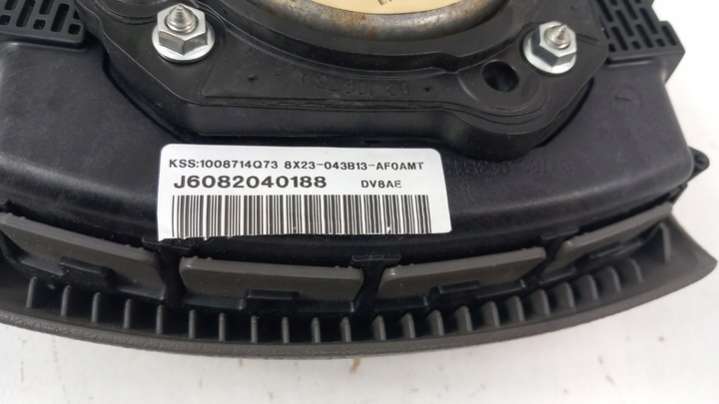 KSS:1008714Q73 8X23-043B13-AF0AMT
J6082040188 DV8AE